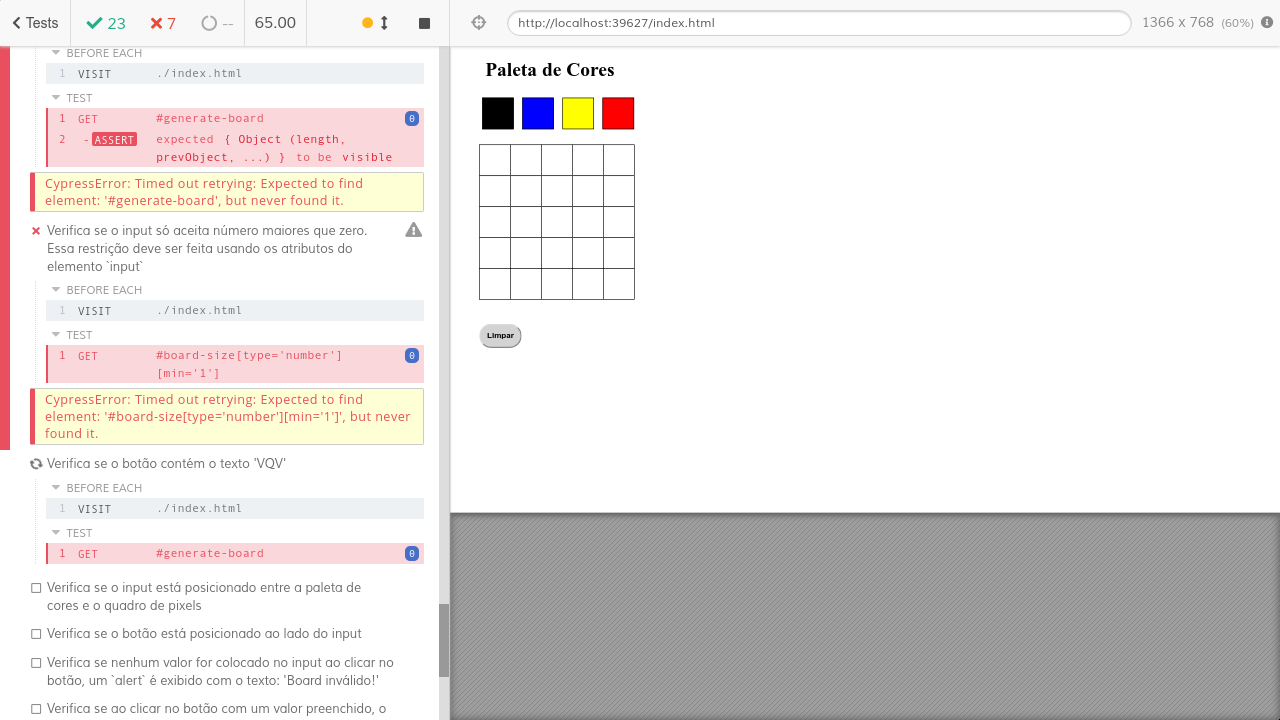 Tests
23
7
--
65.00
http://localhost:39627/index.html
1366 x 768 (60%)
BEFORE EACH
1 VISIT ./index.html
TEST
1 GET #generate-board 0
2 -ASSERT expected { Object (length,
prevObject, ...) } to be visible
CypressError: Timed out retrying: Expected to find
element: '#generate-board', but never found it.
Verifica se o input só aceita número maiores que zero.
Essa restrição deve ser feita usando os atributos do
elemento `input`
BEFORE EACH
1 VISIT ./index.html
TEST
1 GET #board-size[type='number'] 0
[min='1']
CypressError: Timed out retrying: Expected to find
element: '#board-size[type='number'][min='1']', but never
found it.
Verifica se o botão contém o texto 'VQV'
BEFORE EACH
1 VISIT ./index.html
TEST
1 GET #generate-board 0
Verifica se o input está posicionado entre a paleta de
cores e o quadro de pixels
Verifica se o botão está posicionado ao lado do input
Verifica se nenhum valor for colocado no input ao clicar no
botão, um `alert` é exibido com o texto: 'Board inválido!'
Verifica se ao clicar no botão com um valor preenchido, o
Paleta de Cores
Limpar